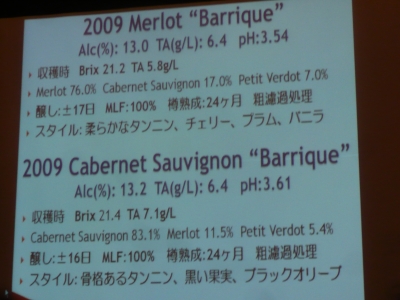 2009 Merlot “Barrique”
Alc(%): 13.0 TA(g/L): 6.4 pH:3.54
収穫時 Brix 21.2 TA 5.8g/L
Merlot 76.0% Cabernet Sauvignon 17.0% Petit Verdot 7.0%
醸し:±17日 MLF:100% 樽熟成:24ヶ月 粗濾過処理
スタイル: 柔らかなタンニン、チェリー、プラム、バニラ
2009 Cabernet Sauvignon “Barrique”
Alc(%): 13.2 TA(g/L): 6.4 pH:3.61
収穫時 Brix 21.4 TA 7.1g/L
Cabernet Sauvignon 83.1% Merlot 11.5% Petit Verdot 5.4%
醸し:±16日 MLF:100% 樽熟成:24ヶ月 粗濾過処理
スタイル: 骨格あるタンニン、黒い果実、ブラックオリーブ